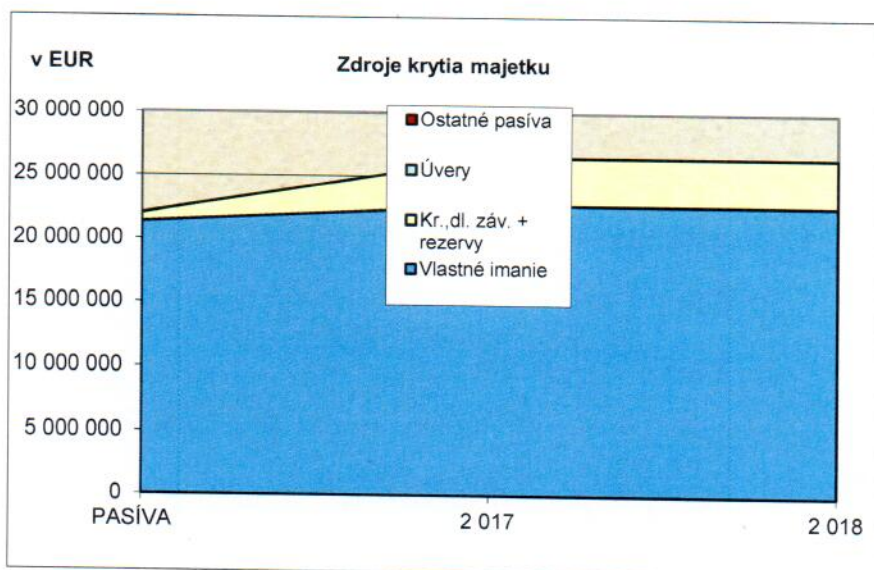 v EUR
Zdroje krytia majetku
30 000 000
25 000 000
20 000 000
15 000 000
10 000 000
5 000 000
0
Ostatné pasíva
Úvery
Kr.,dl. záv. +
rezervy
Vlastné imanie
PASÍVA
2 017
2 018